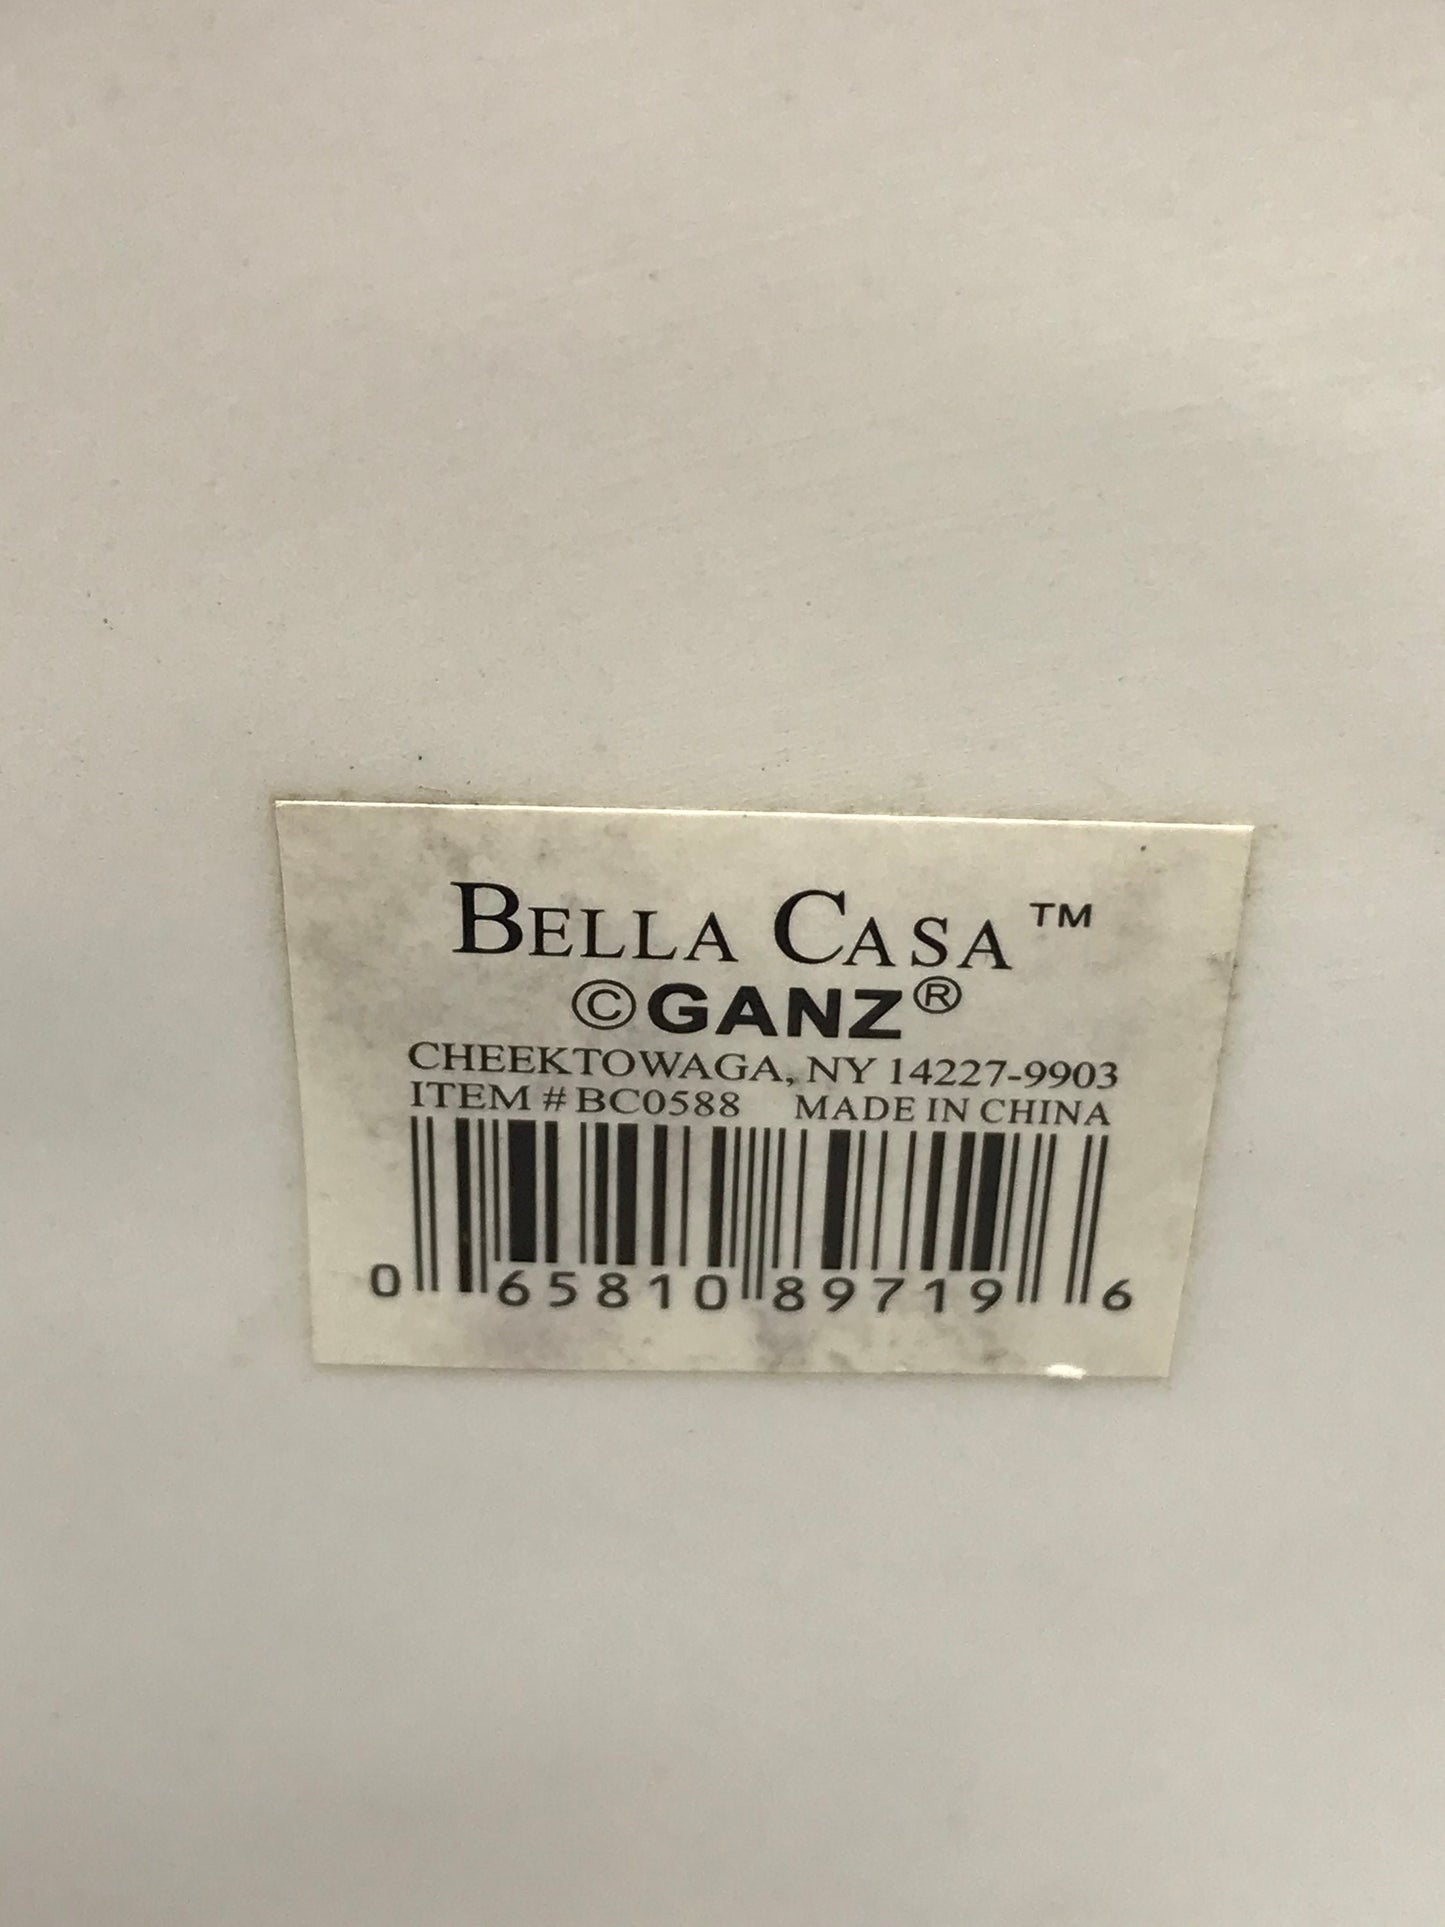 BELLA CASA™
©GANZ®
CHEEKTOWAGA, NY 14227-9903
ITEM # BC0588 MADE IN CHINA
0 65810 89719 6